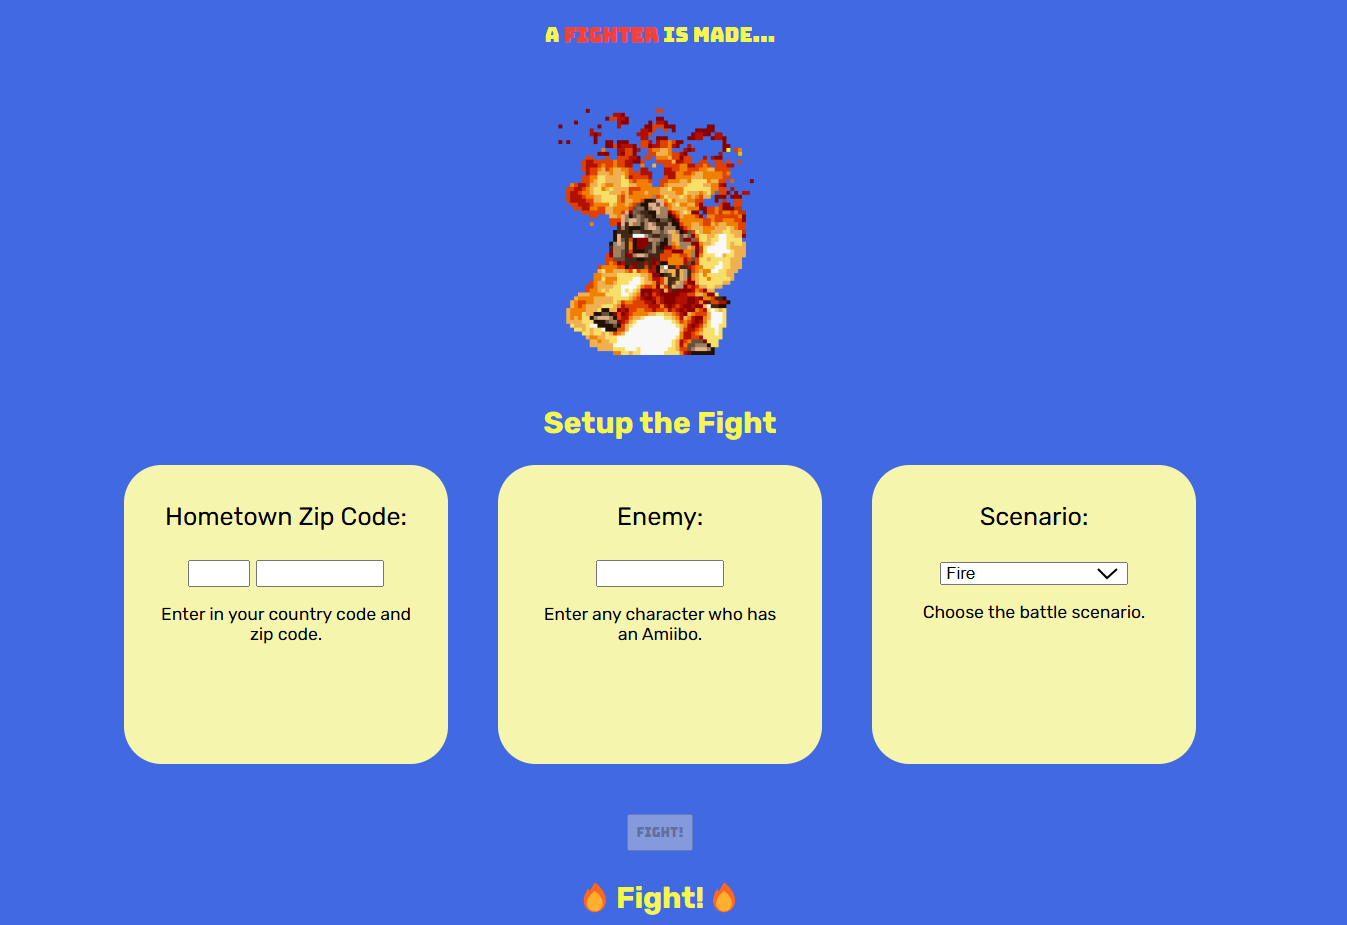 A FIGHTER IS MADE...
Setup the Fight
Hometown Zip Code:
Enter in your country code and
zip code.
Enemy:
Enter any character who has
an Amiibo.
Scenario:
Fire
Choose the battle scenario.
FIGHT!
🔥 Fight! 🔥